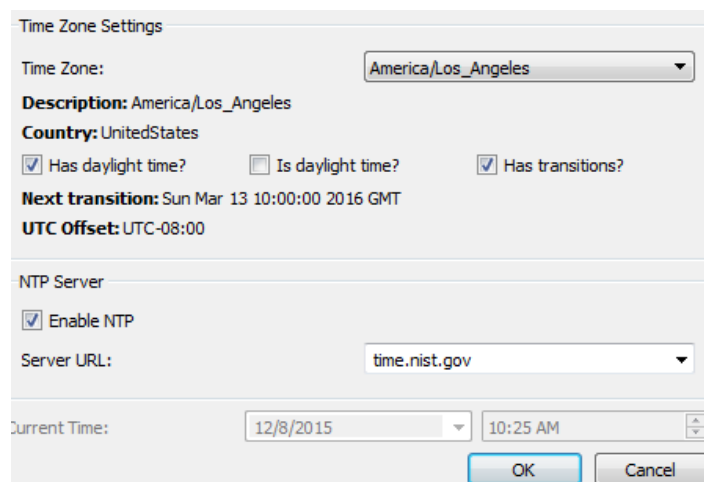 Time Zone Settings
Time Zone: America/Los_Angeles
Description: America/Los_Angeles
Country: UnitedStates
Has daylight time? Is daylight time? Has transitions?
Next transition: Sun Mar 13 10:00:00 2016 GMT
UTC Offset: UTC-08:00
NTP Server
Enable NTP
Server URL: time.nist.gov
Current Time: 12/8/2015 10:25 AM
OK Cancel